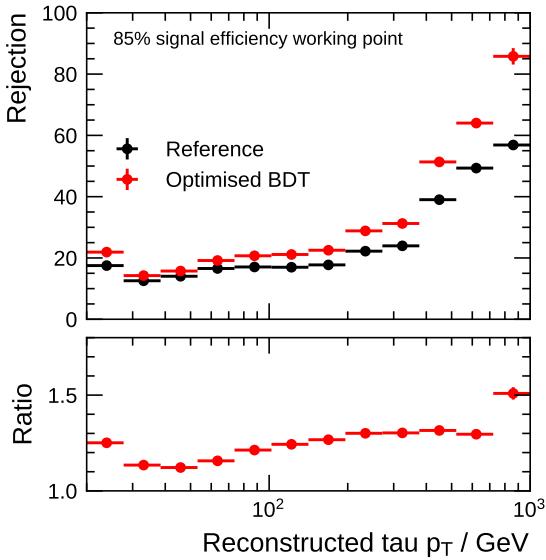 Rejection
100
80
60
40
20
0
85% signal efficiency working point
Reference
Optimised BDT
Ratio
1.5
1.0
10²
10³
Reconstructed tau p_T / GeV